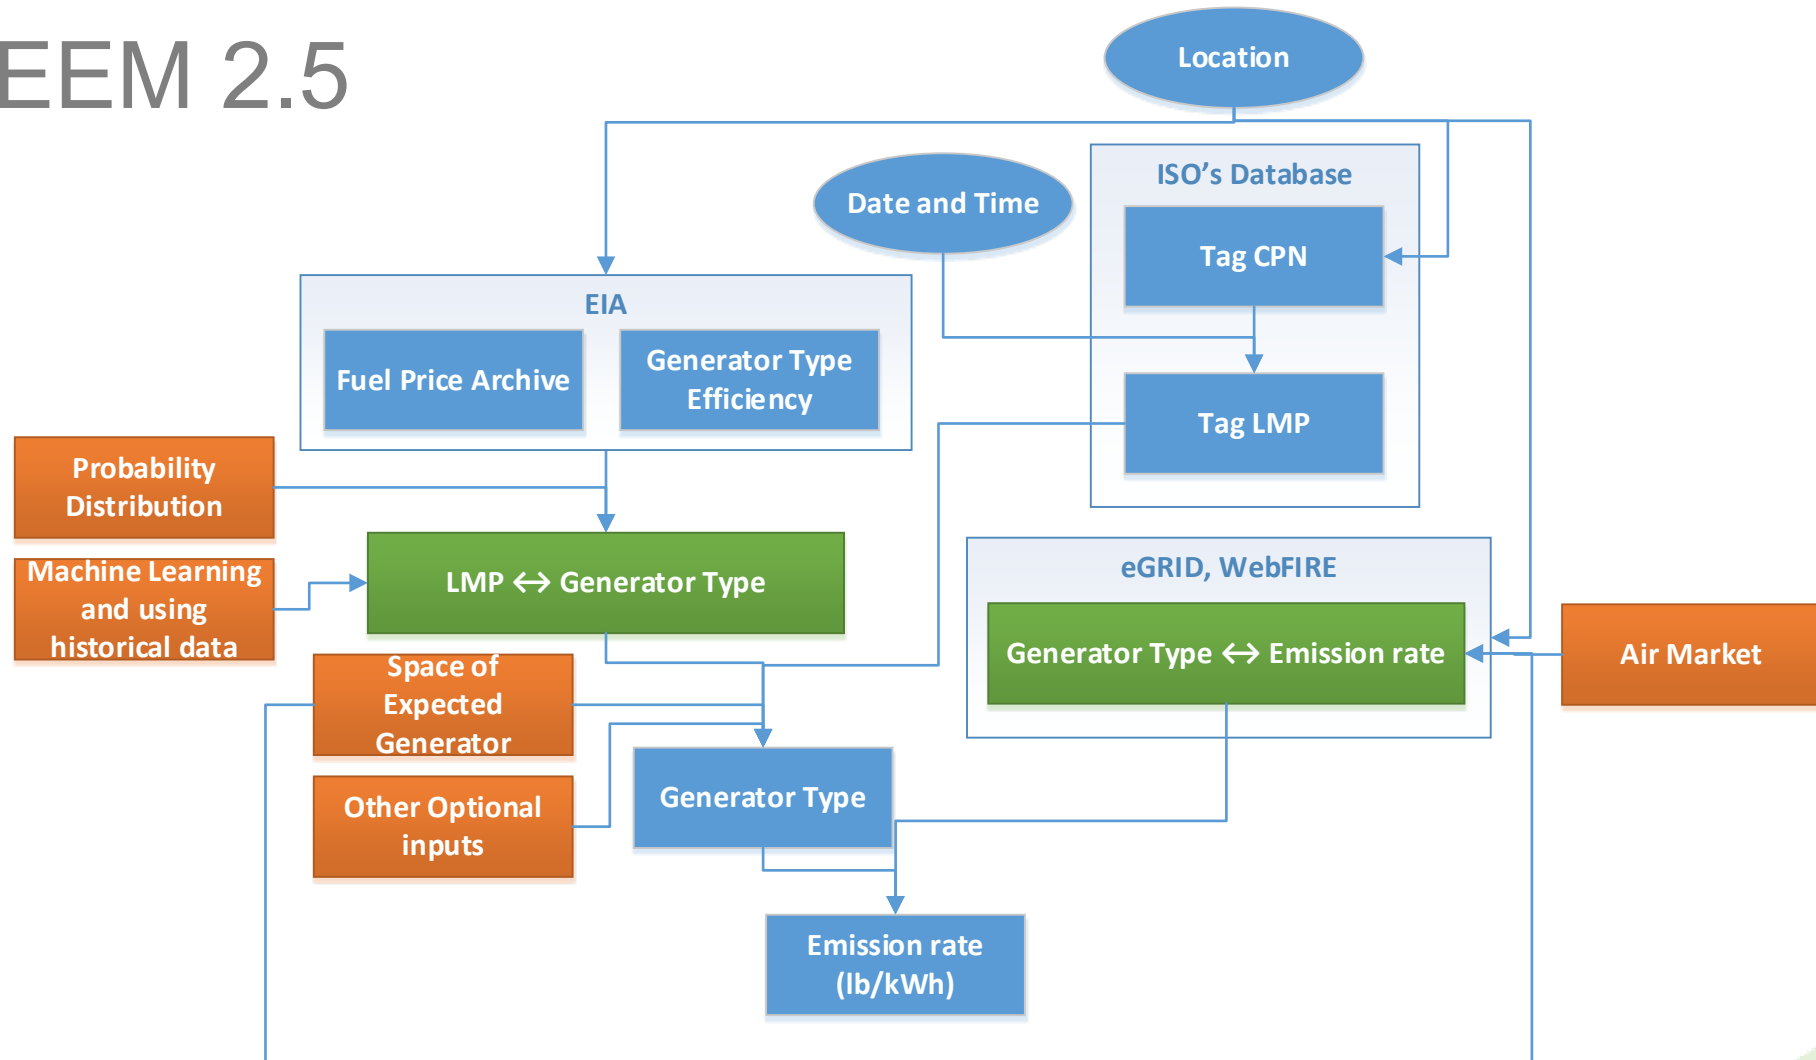 EEM 2.5
Location
Date and Time
ISO's Database
Tag CPN
Tag LMP
EIA
Fuel Price Archive
Generator Type
Efficiency
Probability
Distribution
Machine Learning
and using
historical data
LMP ↔ Generator Type
eGRID, WebFIRE
Generator Type ↔ Emission rate
Air Market
Space of
Expected
Generator
Other Optional
inputs
Generator Type
Emission rate
(lb/kWh)